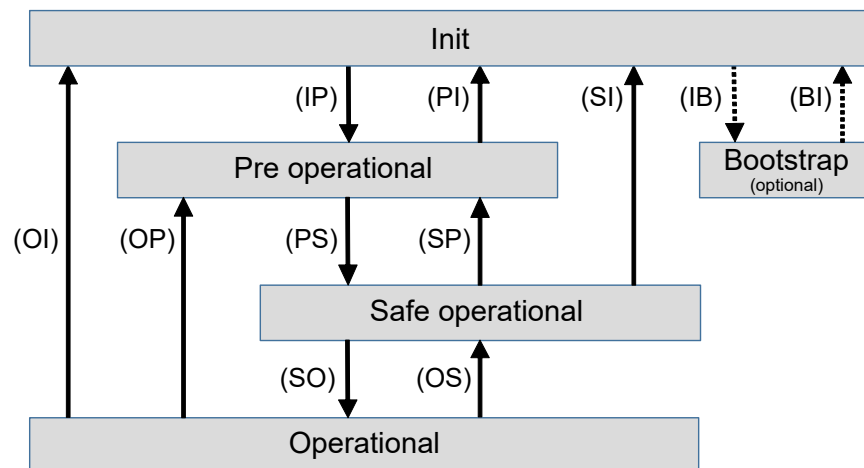 Init
(IP)
(PI)
(SI)
(IB)
(BI)
Pre operational
Bootstrap
(optional)
(OI)
(OP)
(PS)
(SP)
Safe operational
(SO)
(OS)
Operational